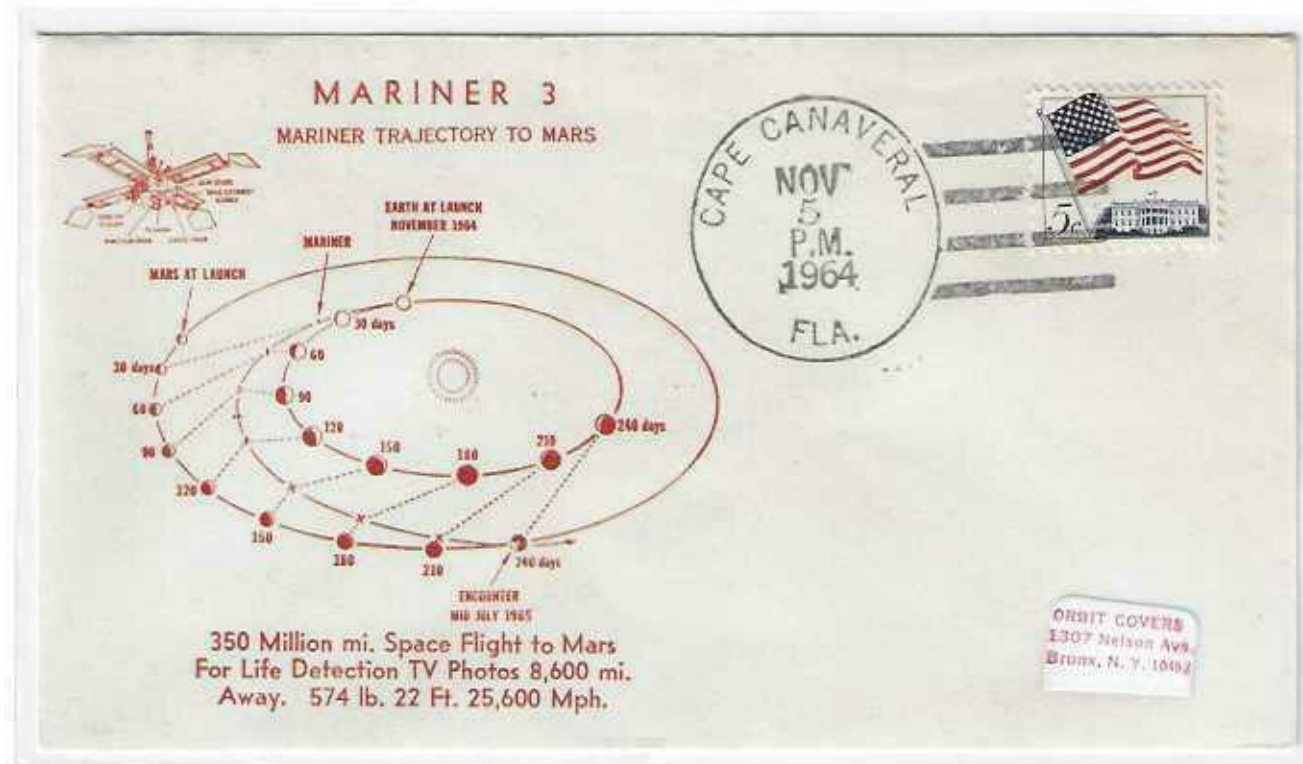 MARINER 3
MARINER TRAJECTORY TO MARS
EARTH AT LAUNCH
NOVEMBER 1964
MARINER
MARS AT LAUNCH
30 days
60
90
120
150
180
210
240 days
30 days
60
90
120
150
180
210
240 days
ENCOUNTER
MID JULY 1965
350 Million mi. Space Flight to Mars
For Life Detection TV Photos 8,600 mi.
Away. 574 lb. 22 Ft. 25,600 Mph.
CAPE CANAVERAL
NOV
5
P.M.
1964
FLA.
5c
ORBIT COVERS
1307 Nelson Ave.
Bronx, N. Y. 10452